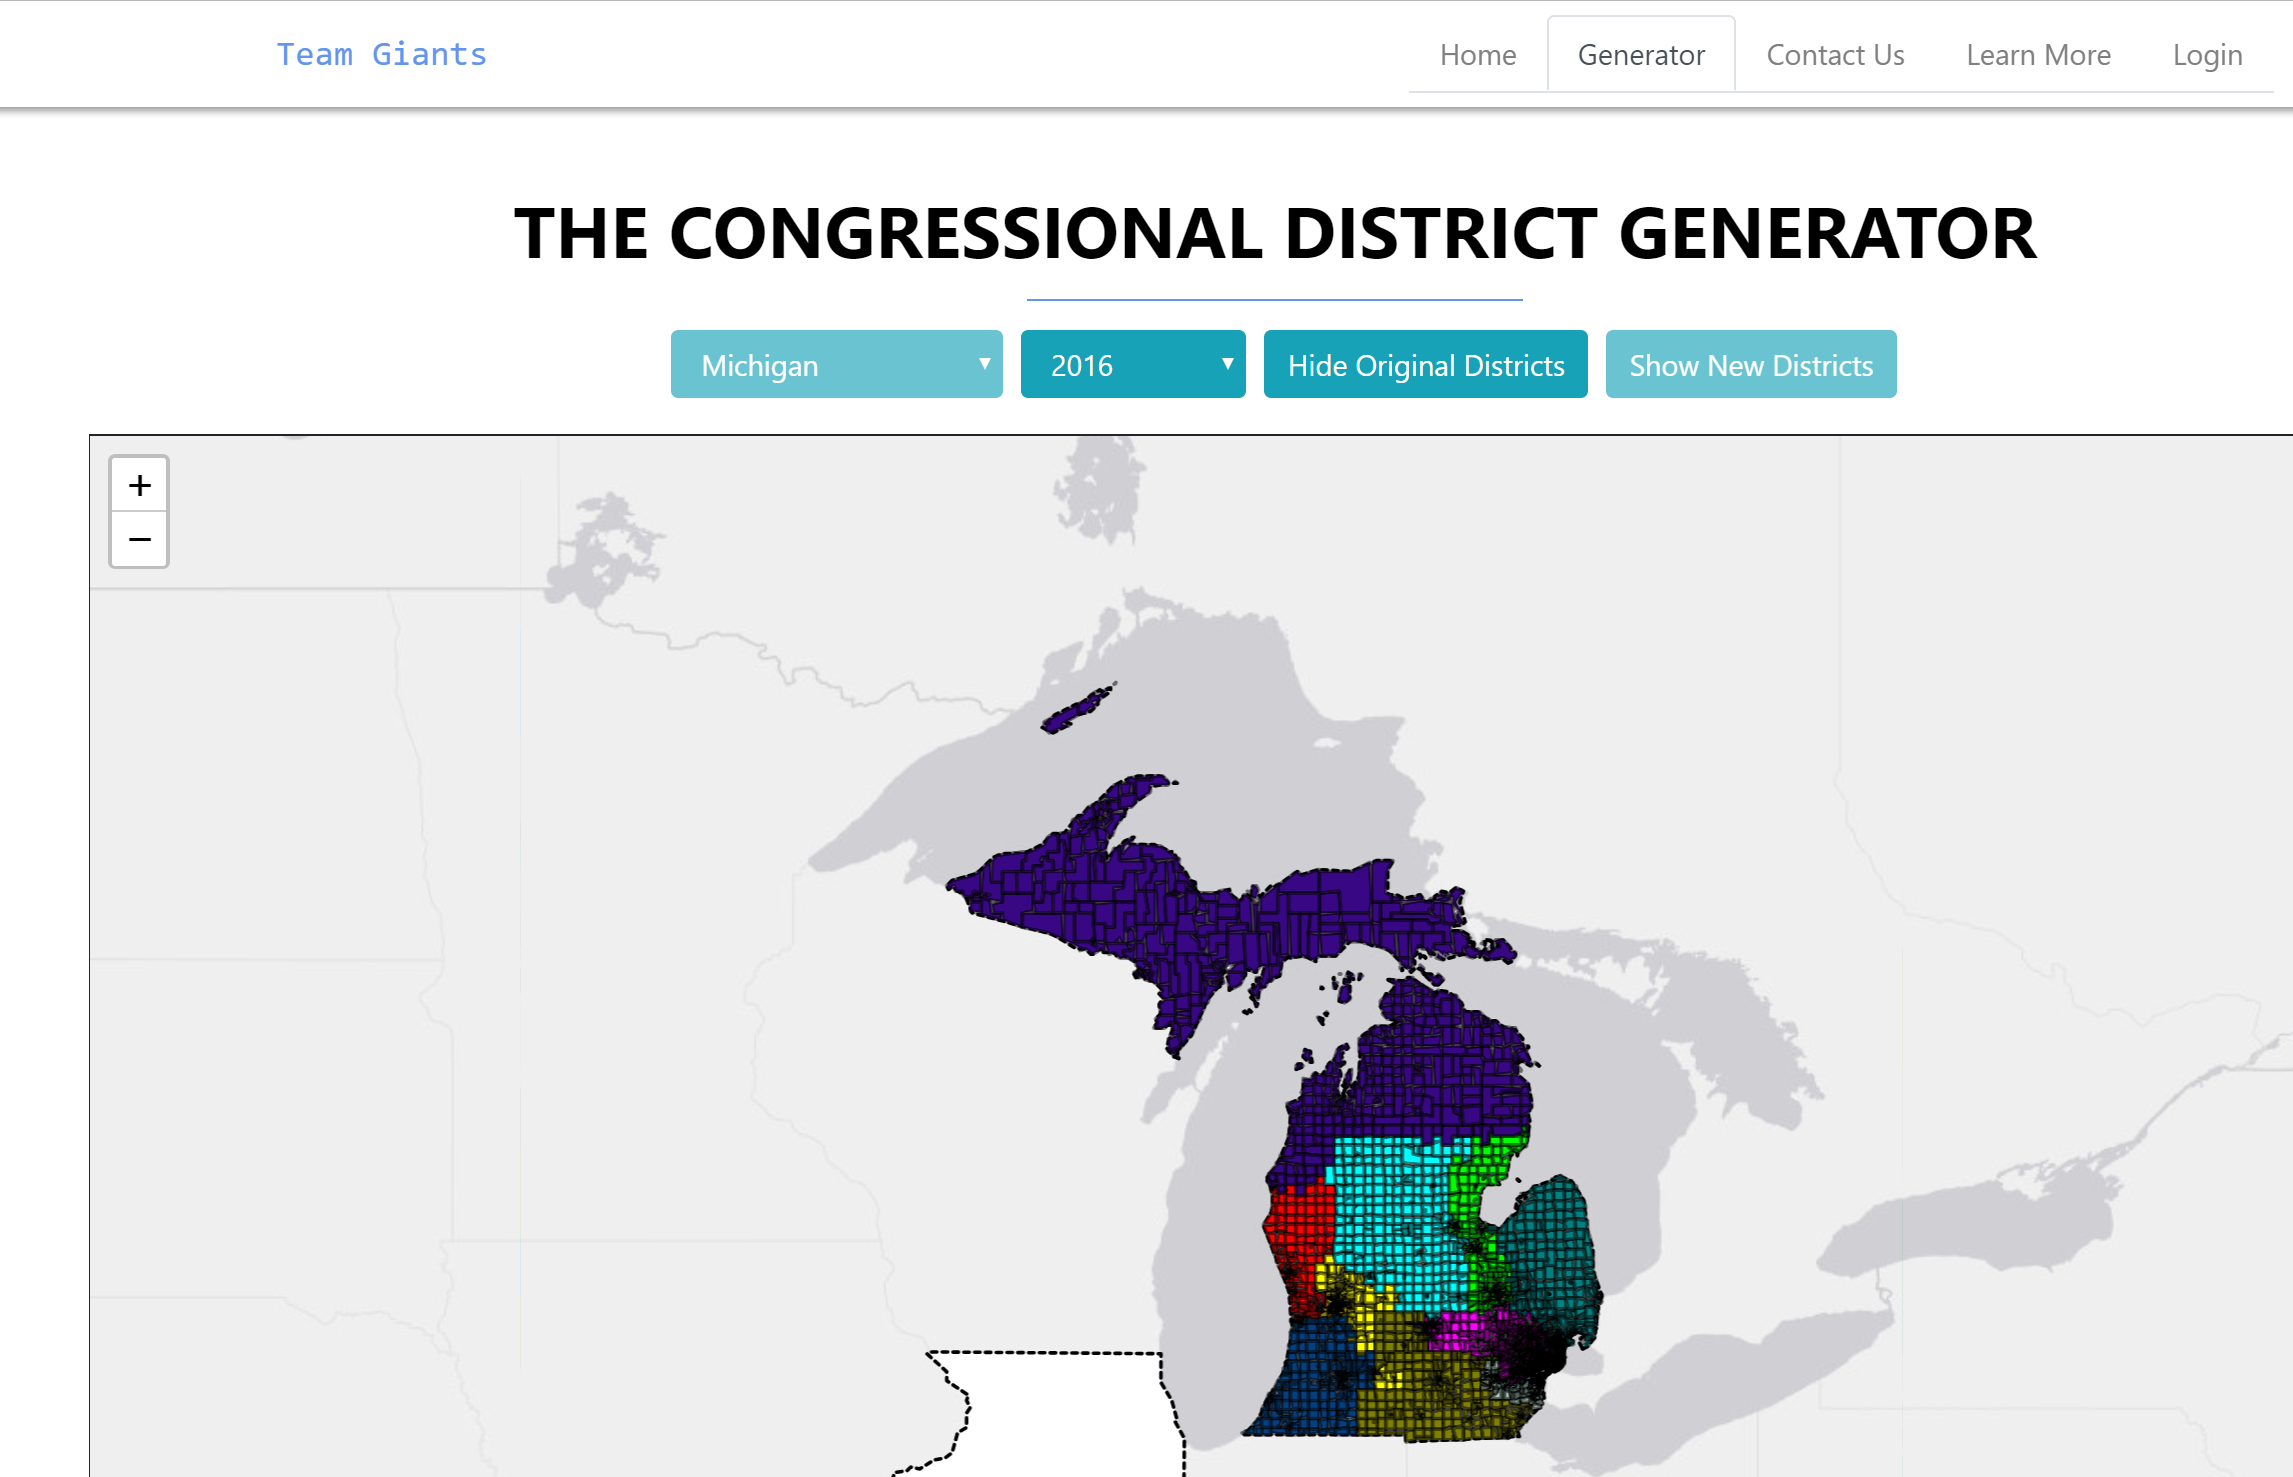 Team Giants
Home Generator Contact Us Learn More Login
THE CONGRESSIONAL DISTRICT GENERATOR
Michigan ▼ 2016 ▼ Hide Original Districts Show New Districts
+
−